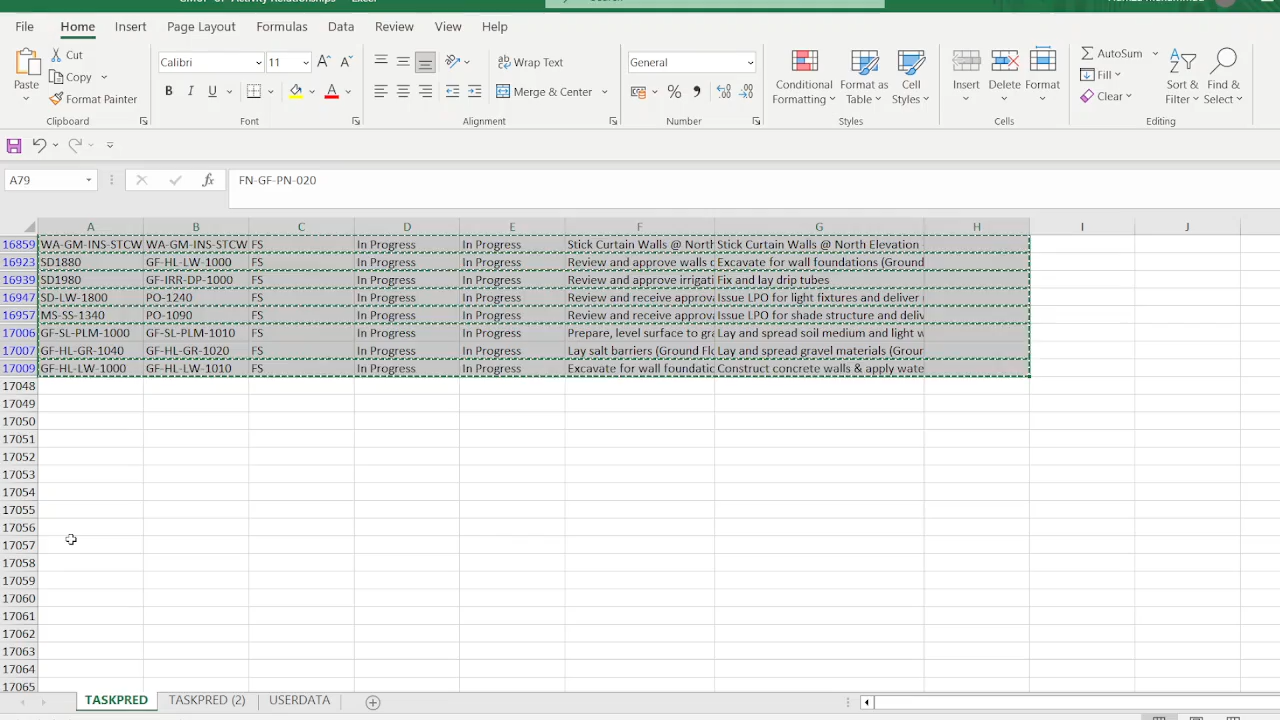 File Home Insert Page Layout Formulas Data Review View Help
Paste Cut Copy Format Painter
Calibri 11
B I U A
Wrap Text
Merge & Center
General
% 9
Conditional Formatting
Format as Table
Cell Styles
Insert Delete Format
AutoSum
Fill
Clear
Sort & Filter
Find & Select
Clipboard Font Alignment Number Styles Cells Editing
A79 fx FN-GF-PN-020
A B C D E F G H I J
16859 WA-GM-INS-STCW WA-GM-INS-STCW FS In Progress In Progress Stick Curtain Walls @ North Stick Curtain Walls @ North Elevation
16923 SD1880 GF-HL-LW-1000 FS In Progress In Progress Review and approve walls c Excavate for wall foundations (Ground
16939 SD1980 GF-IRR-DP-1000 FS In Progress In Progress Review and approve irrigati Fix and lay drip tubes
16947 SD-LW-1800 PO-1240 FS In Progress In Progress Review and receive approva Issue LPO for light fixtures and deliver
16957 MS-SS-1340 PO-1090 FS In Progress In Progress Review and receive approva Issue LPO for shade structure and deliv
17006 GF-SL-PLM-1000 GF-SL-PLM-1010 FS In Progress In Progress Prepare, level surface to gra Lay and spread soil medium and light w
17007 GF-HL-GR-1040 GF-HL-GR-1020 FS In Progress In Progress Lay salt barriers (Ground Flo Lay and spread gravel materials (Groun
17009 GF-HL-LW-1000 GF-HL-LW-1010 FS In Progress In Progress Excavate for wall foundatio Construct concrete walls & apply wate
17048
17049
17050
17051
17052
17053
17054
17055
17056
17057
17058
17059
17060
17061
17062
17063
17064
17065
TASKPRED TASKPRED (2) USERDATA